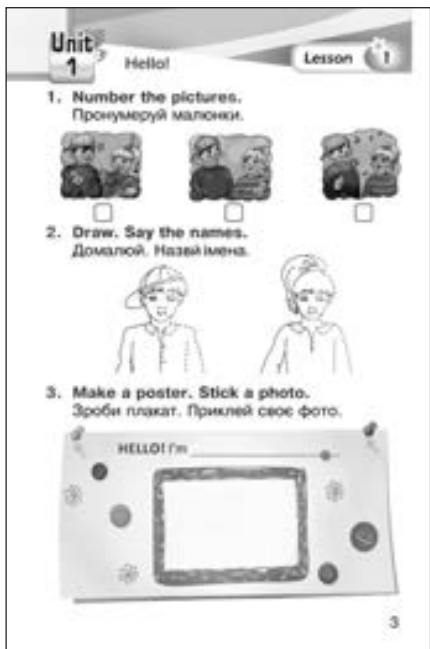 Unit
1
Hello!
Lesson 1
1. Number the pictures.
Пронумеруй малюнки.
2. Draw. Say the names.
Домалюй. Назви імена.
3. Make a poster. Stick a photo.
Зроби плакат. Приклей своє фото.
HELLO! I'm
3